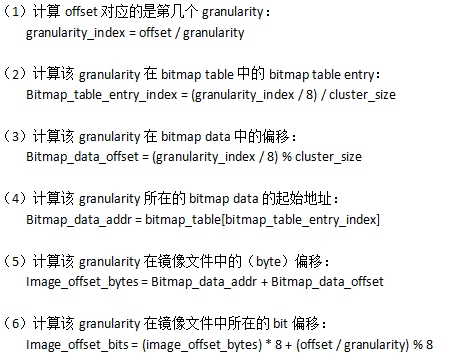 （1）计算 offset 对应的是第几个 granularity：
granularity_index = offset / granularity
（2）计算该 granularity 在 bitmap table 中的 bitmap table entry：
Bitmap_table_entry_index = (granularity_index / 8) / cluster_size
（3）计算该 granularity 在 bitmap data 中的偏移：
Bitmap_data_offset = (granularity_index / 8) % cluster_size
（4）计算该 granularity 所在的 bitmap data 的起始地址：
Bitmap_data_addr = bitmap_table[bitmap_table_entry_index]
（5）计算该 granularity 在镜像文件中的（byte）偏移：
Image_offset_bytes = Bitmap_data_addr + Bitmap_data_offset
（6）计算该 granularity 在镜像文件中所在的 bit 偏移：
Image_offset_bits = (image_offset_bytes) * 8 + (offset / granularity) % 8